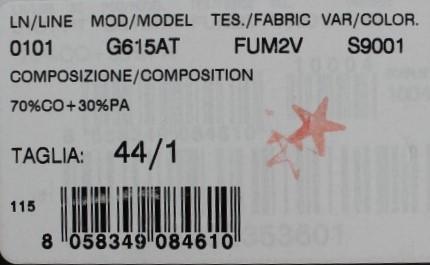 LN/LINE MOD/MODEL TES./FABRIC VAR/COLOR.
0101 G615AT FUM2V S9001
COMPOSIZIONE/COMPOSITION
70%CO+30%PA
TAGLIA: 44/1
115
8 058349 084610